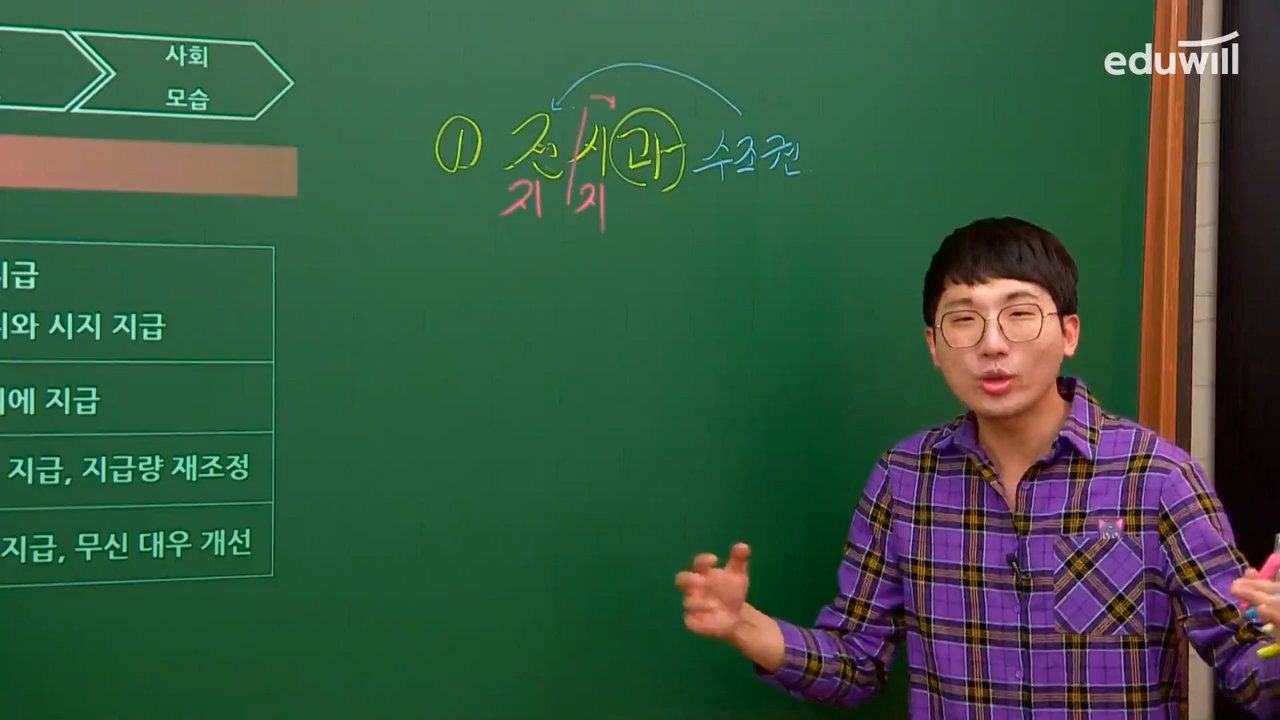 eduwill
사회
모습
① 전/시과 수조권
지 지
지급
와 시지 지급
에 지급
지급, 지급량 재조정
지급, 무신 대우 개선